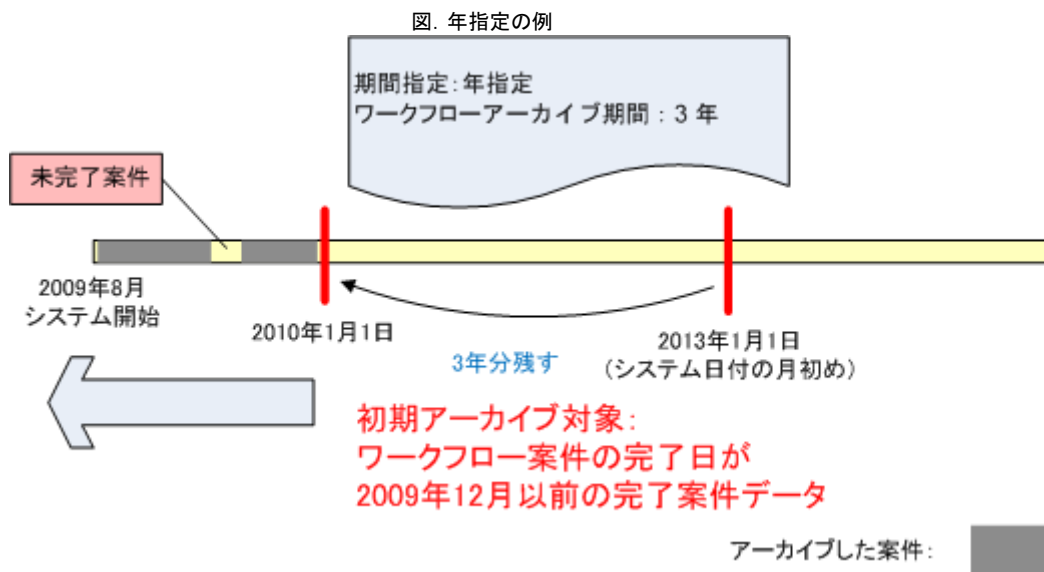 図. 年指定の例
期間指定：年指定
ワークフローアーカイブ期間 : 3 年
未完了案件
2009年8月
システム開始
2010年1月1日
3年分残す
2013年1月1日
(システム日付の月初め)
初期アーカイブ対象：
ワークフロー案件の完了日が
2009年12月以前の完了案件データ
アーカイブした案件：